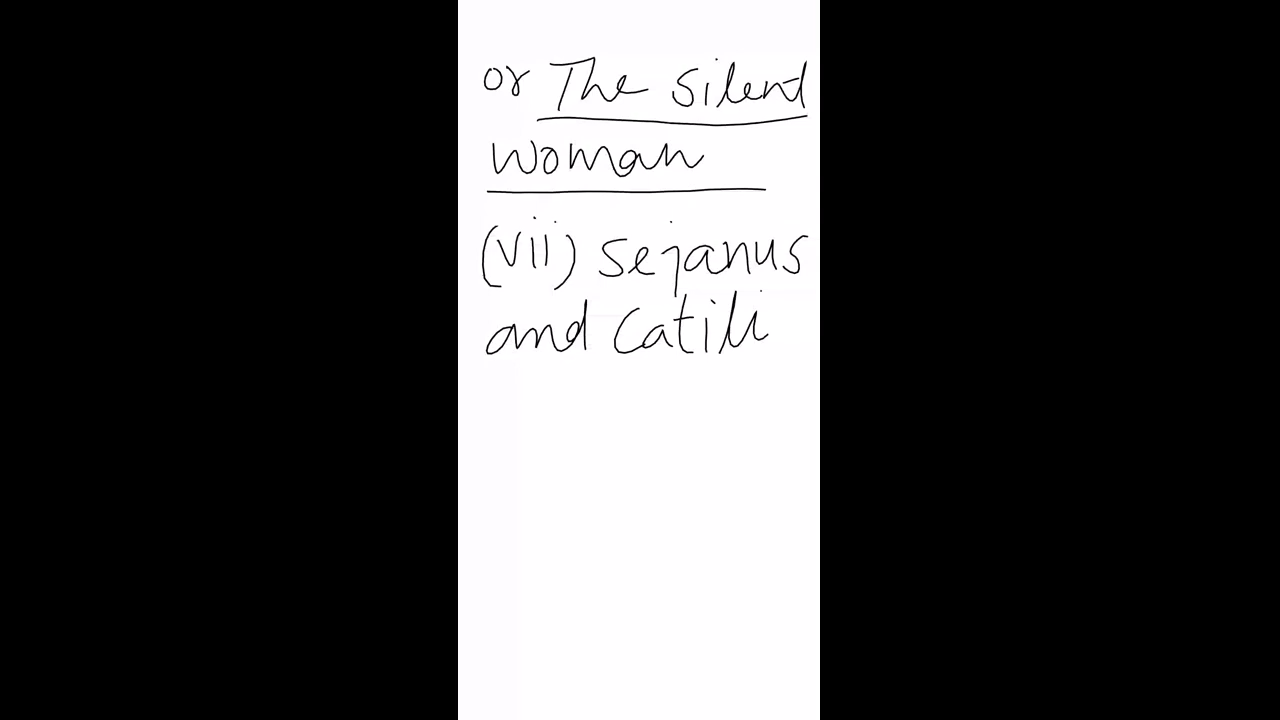 or The Silent
Woman
(vii) Sejanus
and Catili